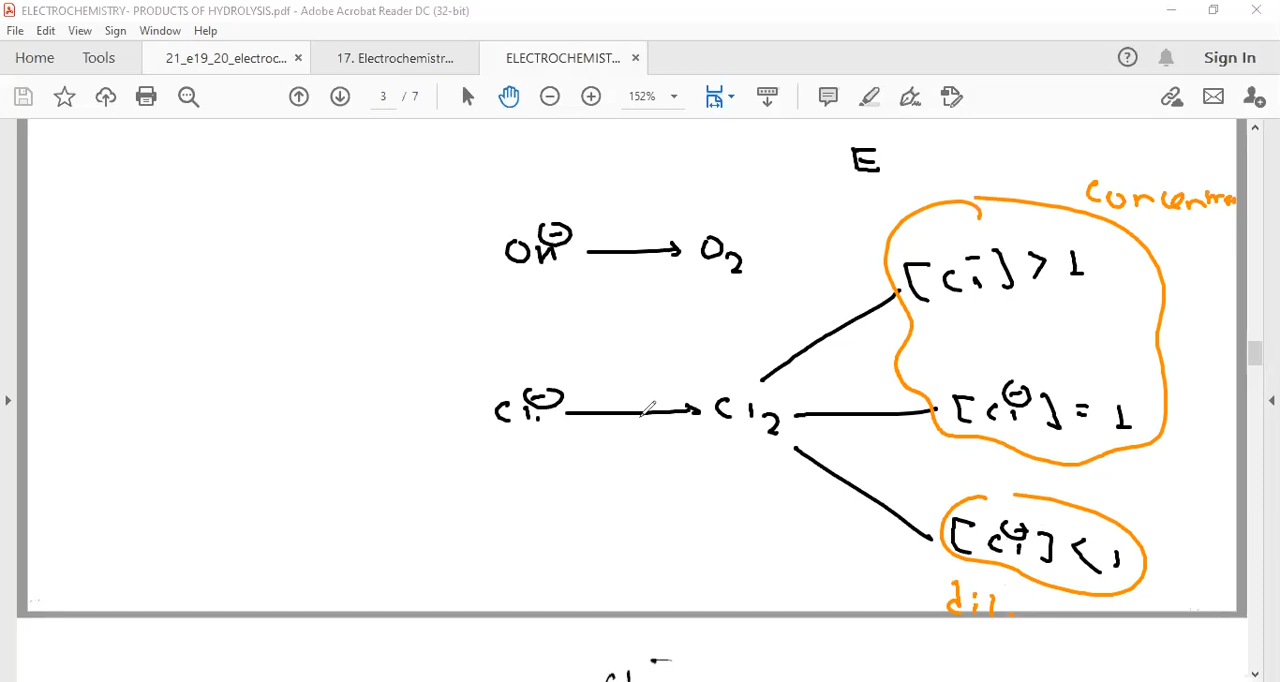 ELECTROCHEMISTRY- PRODUCTS OF HYDROLYSIS.pdf - Adobe Acrobat Reader DC (32-bit)
File Edit View Sign Window Help
Home Tools 21_e19_20_electroc... × 17. Electrochemistr... ELECTROCHEMIST... × Sign In
3 / 7 152%
E
Concentra
OH⊖ → O2
[Cl-] > 1
Cl⊖ → Cl2
[Cl⊖] = 1
[Cl⊖] < 1
dil.
Cl-